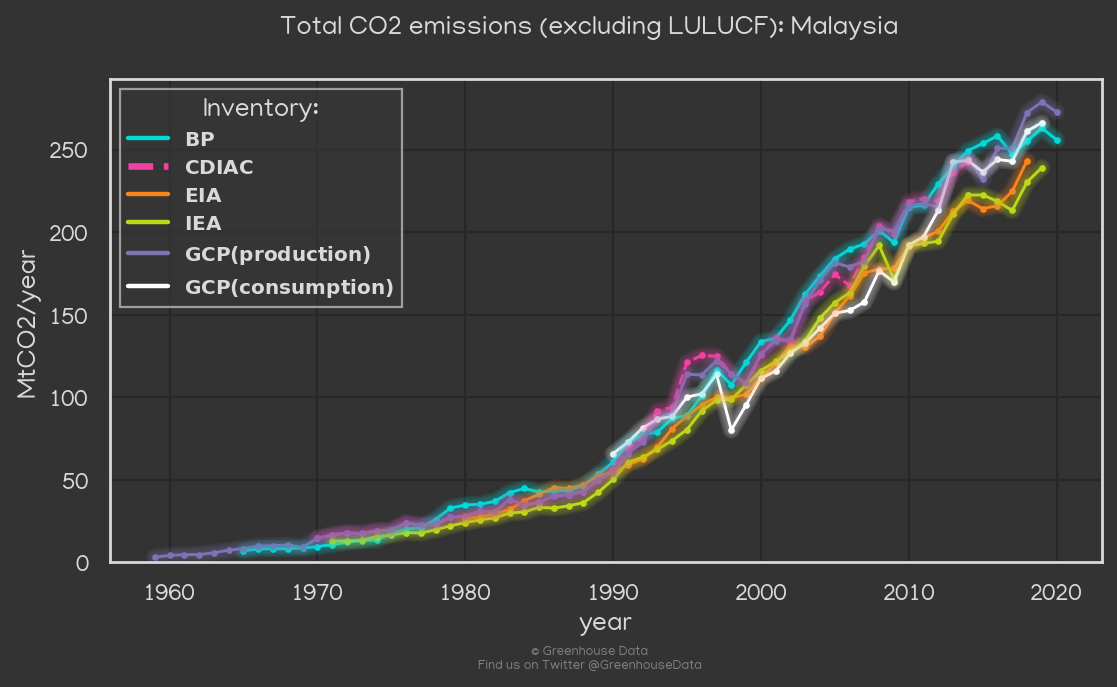 Total CO2 emissions (excluding LULUCF): Malaysia
Inventory:
BP
CDIAC
EIA
IEA
GCP(production)
GCP(consumption)
MtCO2/year
250
200
150
100
50
0
1960 1970 1980 1990 2000 2010 2020
year
© Greenhouse Data
Find us on Twitter @GreenhouseData